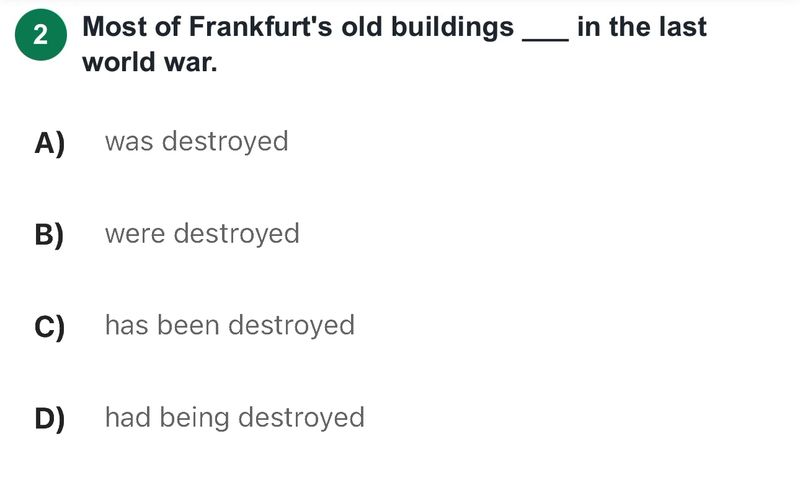 2 Most of Frankfurt's old buildings ___ in the last
world war.
A) was destroyed
B) were destroyed
C) has been destroyed
D) had being destroyed